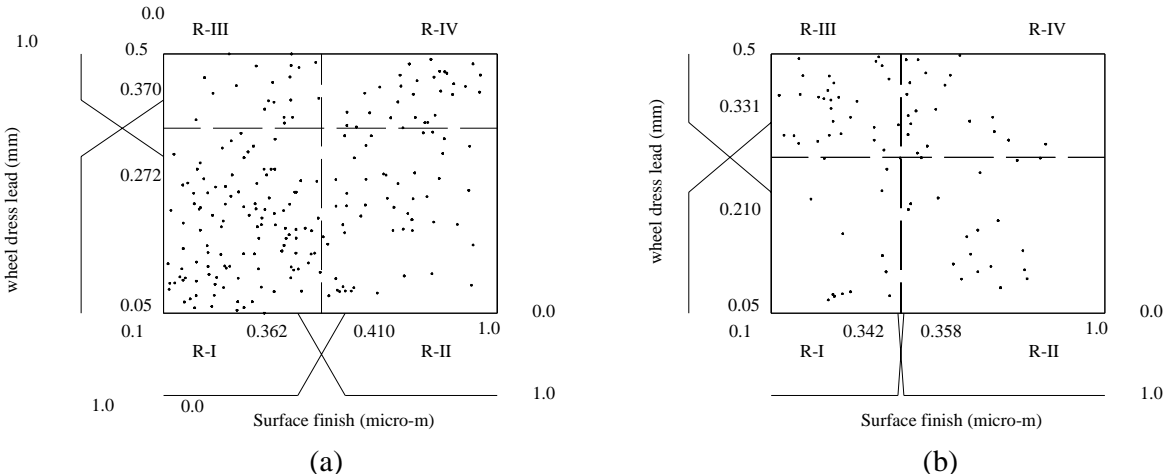 0.0
R-III
R-IV
1.0
0.5
0.370
0.272
wheel dress lead (mm)
0.05
0.1
0.362
0.410
1.0
0.0
R-I
R-II
1.0
0.0
1.0
Surface finish (micro-m)
(a)
R-III
R-IV
0.5
0.331
0.210
wheel dress lead (mm)
0.05
0.1
0.342
0.358
1.0
0.0
R-I
R-II
1.0
Surface finish (micro-m)
(b)